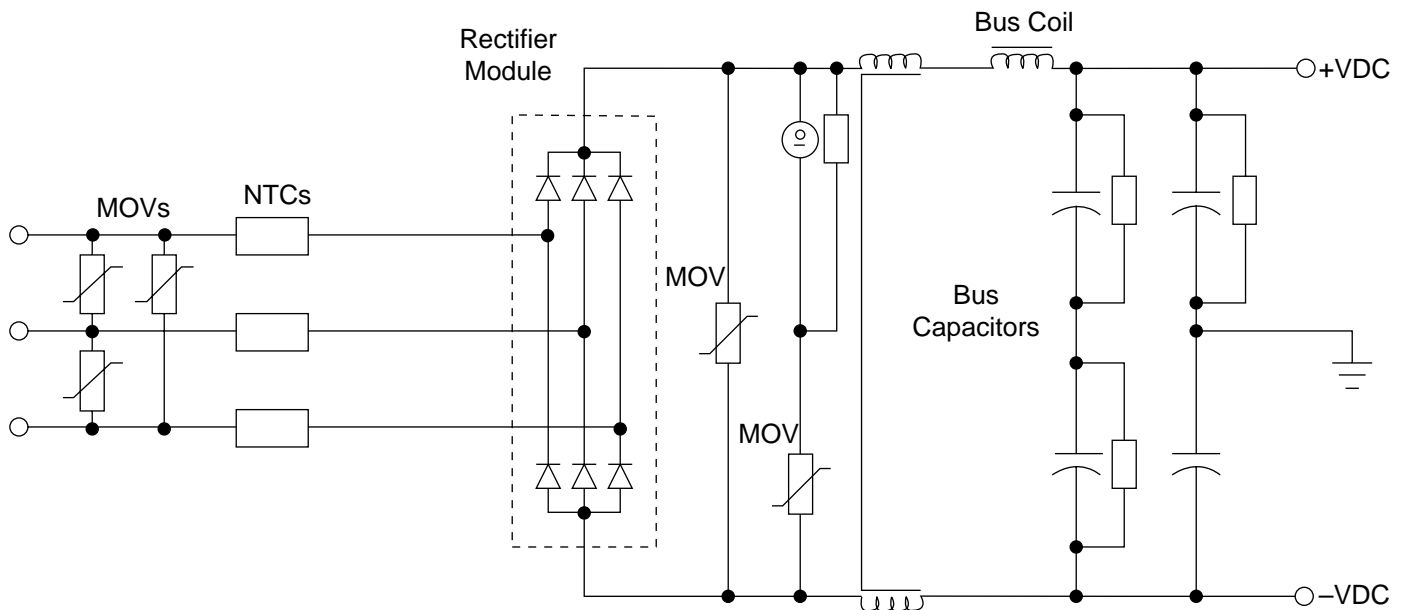 Bus Coil
Rectifier
Module
+VDC
MOVs
NTCs
MOV
Bus
Capacitors
MOV
–VDC